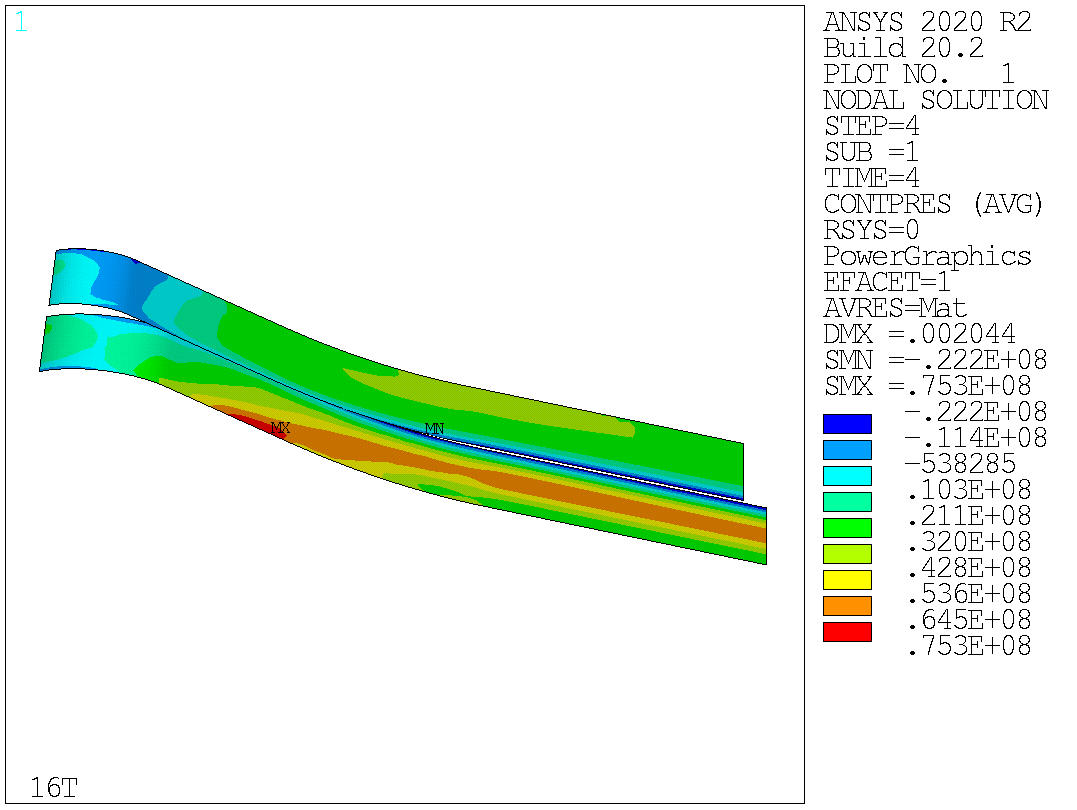 1
ANSYS 2020 R2
Build 20.2
PLOT NO.   1
NODAL SOLUTION
STEP=4
SUB =1
TIME=4
CONTPRES (AVG)
RSYS=0
PowerGraphics
EFACET=1
AVRES=Mat
DMX =.002044
SMN =-.222E+08
SMX =.753E+08
-.222E+08
-.114E+08
-538285
.103E+08
.211E+08
.320E+08
.428E+08
.536E+08
.645E+08
.753E+08
MX
MN
16T